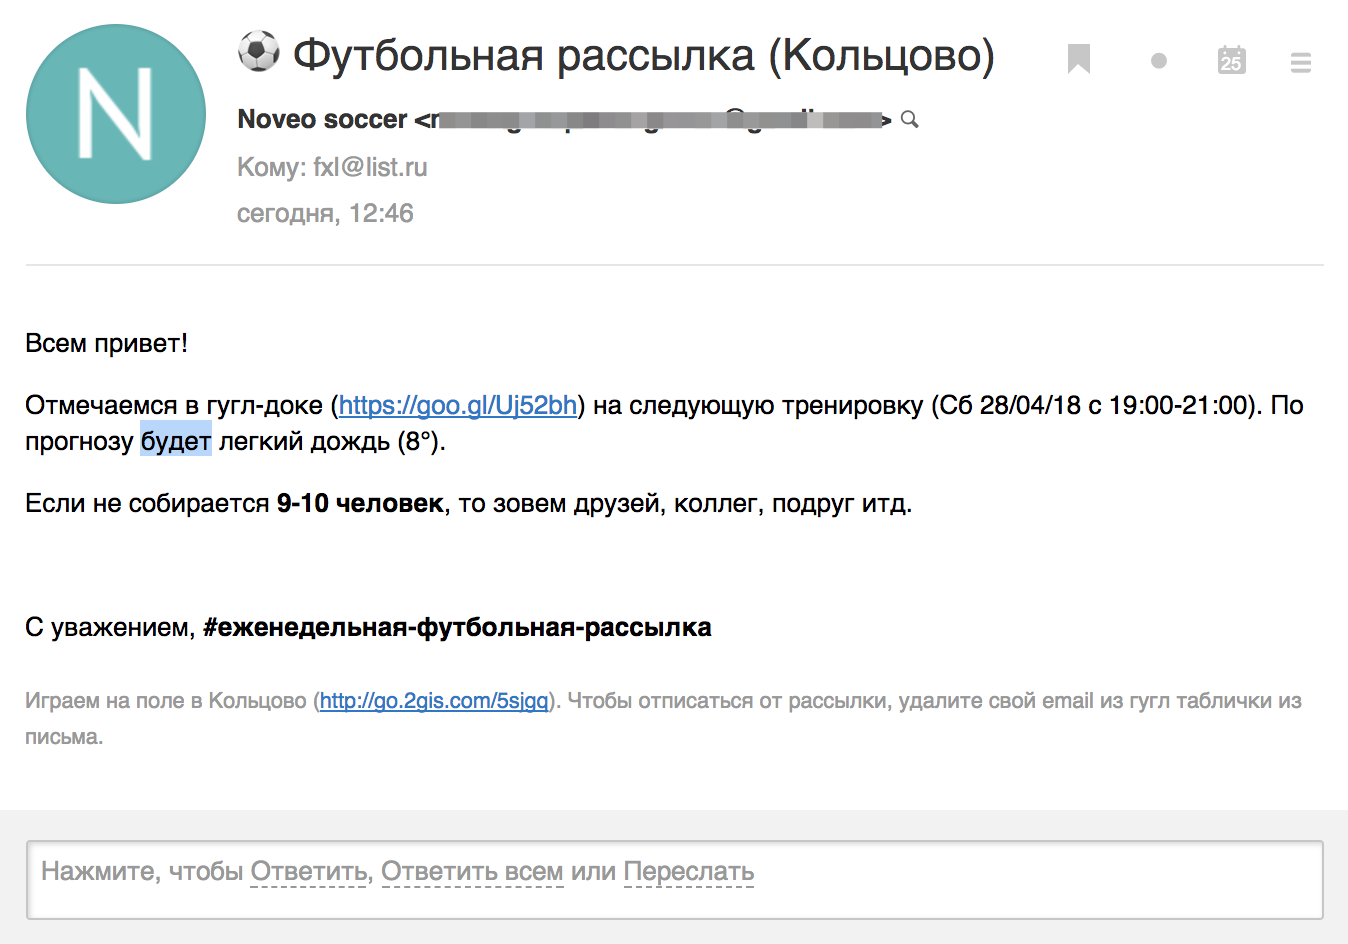 N
Футбольная рассылка (Кольцово)
25
Noveo soccer
Кому: fxl@list.ru
сегодня, 12:46
Всем привет!
Отмечаемся в гугл-доке (https://goo.gl/Uj52bh) на следующую тренировку (Сб 28/04/18 с 19:00-21:00). По
прогнозу будет легкий дождь (8°).
Если не собирается 9-10 человек, то зовем друзей, коллег, подруг итд.
С уважением, #еженедельная-футбольная-рассылка
Играем на поле в Кольцово (http://go.2gis.com/5sjgq). Чтобы отписаться от рассылки, удалите свой email из гугл таблички из
письма.
Нажмите, чтобы Ответить, Ответить всем или Переслать